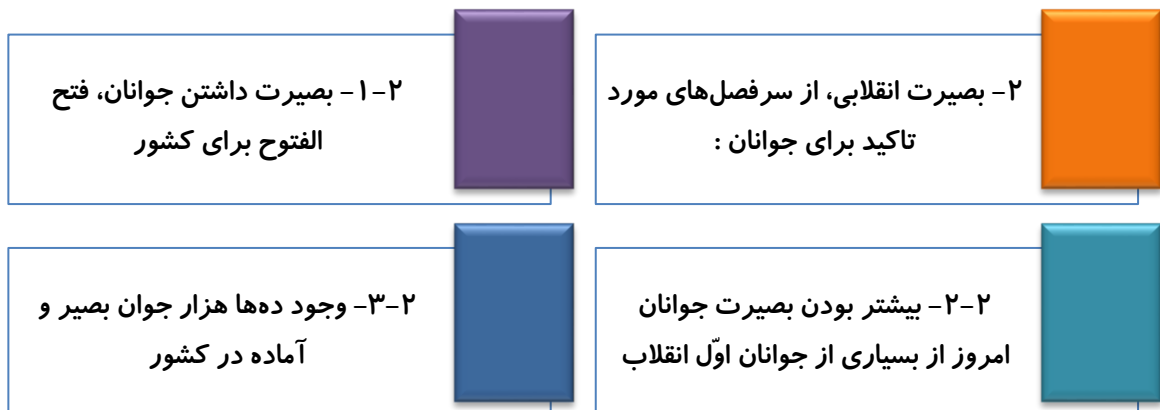 ۲- بصیرت انقلابی، از سرفصل‌های مورد
تاکید برای جوانان :
۱-۲- بصیرت داشتن جوانان، فتح
الفتوح برای کشور
۲-۲- بیشتر بودن بصیرت جوانان
امروز از بسیاری از جوانان اوّل انقلاب
۳-۲- وجود ده‌ها هزار جوان بصیر و
آماده در کشور